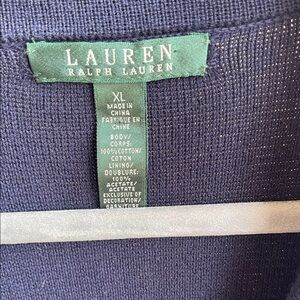 LAUREN
RALPH LAUREN
XL
MADE IN
CHINA
FABRIQUE EN
CHINE
BODY/
CORPS:
100%COTTON/
COTON
LINING/
DOUBLURE:
100%
ACETATE/
ACETATE
EXCLUSIVE OF
DECORATION/
GARNITURE